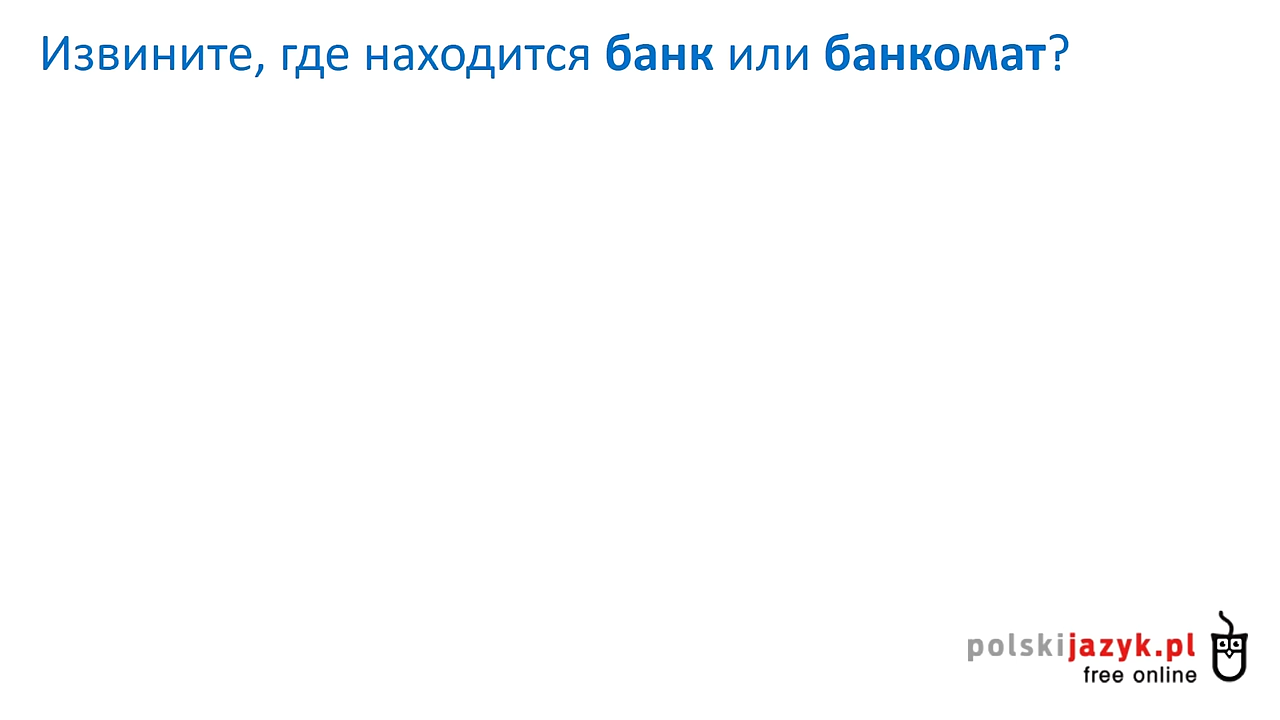 Извините, где находится банк или банкомат?
polskijazyk.pl
free online